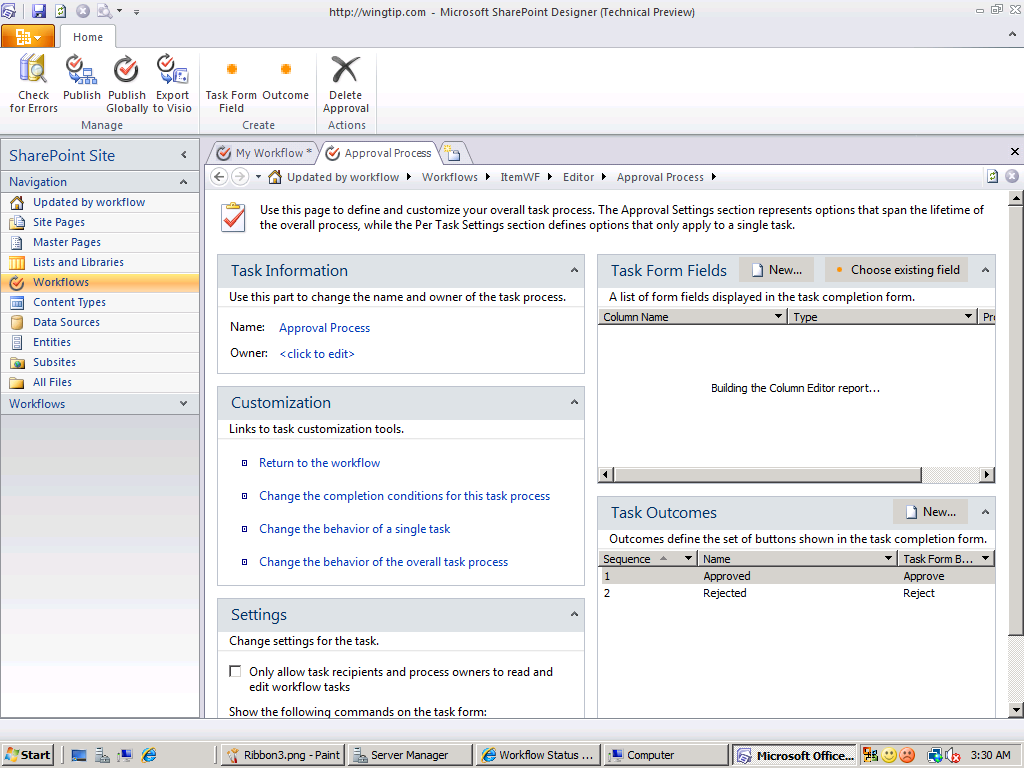 http://wingtip.com - Microsoft SharePoint Designer (Technical Preview)
Home
Check for Errors
Publish
Publish Globally
Export to Visio
Task Form Field
Outcome
Delete Approval
Manage
Create
Actions
SharePoint Site
My Workflow *
Approval Process
Navigation
Updated by workflow
Workflows
ItemWF
Editor
Approval Process
Updated by workflow
Site Pages
Master Pages
Lists and Libraries
Workflows
Content Types
Data Sources
Entities
Subsites
All Files
Workflows
Use this page to define and customize your overall task process. The Approval Settings section represents options that span the lifetime of
the overall process, while the Per Task Settings section defines options that only apply to a single task.
Task Information
Use this part to change the name and owner of the task process.
Name: Approval Process
Owner: <click to edit>
Customization
Links to task customization tools.
Return to the workflow
Change the completion conditions for this task process
Change the behavior of a single task
Change the behavior of the overall task process
Settings
Change settings for the task.
Only allow task recipients and process owners to read and
edit workflow tasks
Show the following commands on the task form:
Task Form Fields
New...
Choose existing field
A list of form fields displayed in the task completion form.
Column Name Type Pro
Building the Column Editor report...
Task Outcomes
New...
Outcomes define the set of buttons shown in the task completion form.
Sequence Name Task Form B...
1 Approved Approve
2 Rejected Reject
Start
Ribbon3.png - Paint
Server Manager
Workflow Status ...
Computer
Microsoft Office...
3:30 AM